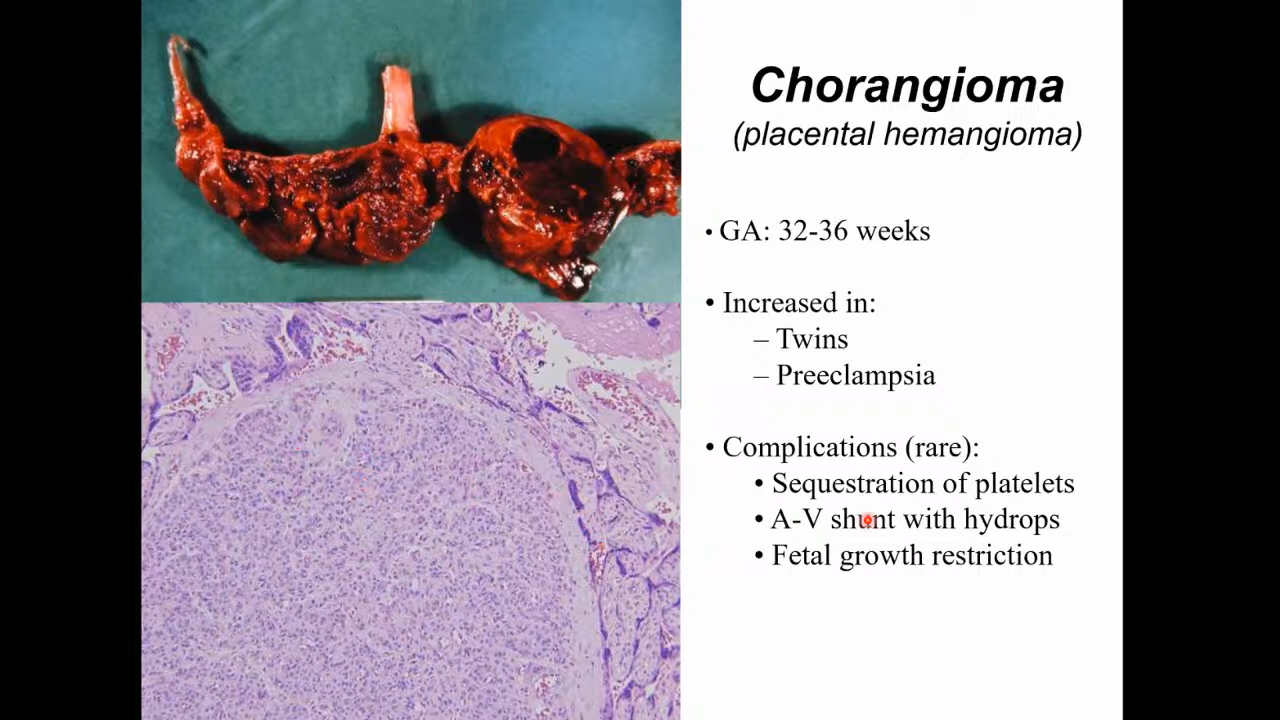 Chorangioma
(placental hemangioma)
• GA: 32-36 weeks
• Increased in:
– Twins
– Preeclampsia
• Complications (rare):
• Sequestration of platelets
• A-V shunt with hydrops
• Fetal growth restriction